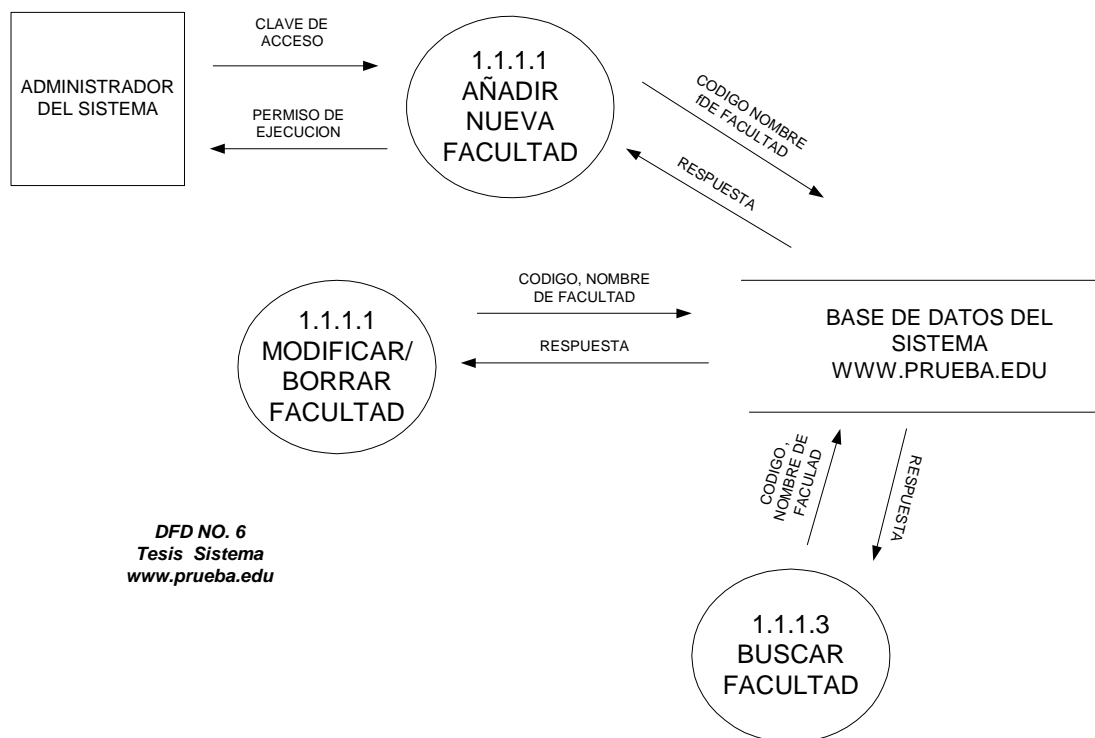 CLAVE DE
ACCESO
ADMINISTRADOR
DEL SISTEMA
PERMISO DE
EJECUCION
1.1.1.1
AÑADIR
NUEVA
FACULTAD
CODIGO NOMBRE
fDE FACULTAD
RESPUESTA
1.1.1.1
MODIFICAR/
BORRAR
FACULTAD
CODIGO, NOMBRE
DE FACULTAD
RESPUESTA
BASE DE DATOS DEL
SISTEMA
WWW.PRUEBA.EDU
CODIGO,
NOMBRE DE
FACULAD
RESPUESTA
DFD NO. 6
Tesis Sistema
www.prueba.edu
1.1.1.3
BUSCAR
FACULTAD